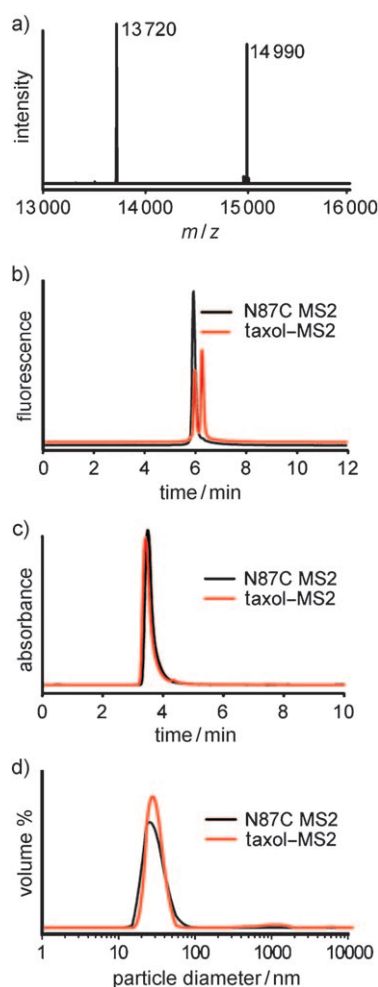 a)
13 720
14 990
intensity
13 000 14 000 15 000 16 000
m / z
b)
N87C MS2
taxol–MS2
fluorescence
0 2 4 6 8 10 12
time / min
c)
N87C MS2
taxol–MS2
absorbance
0 2 4 6 8 10
time / min
d)
N87C MS2
taxol–MS2
volume %
1 10 100 1000 10000
particle diameter / nm